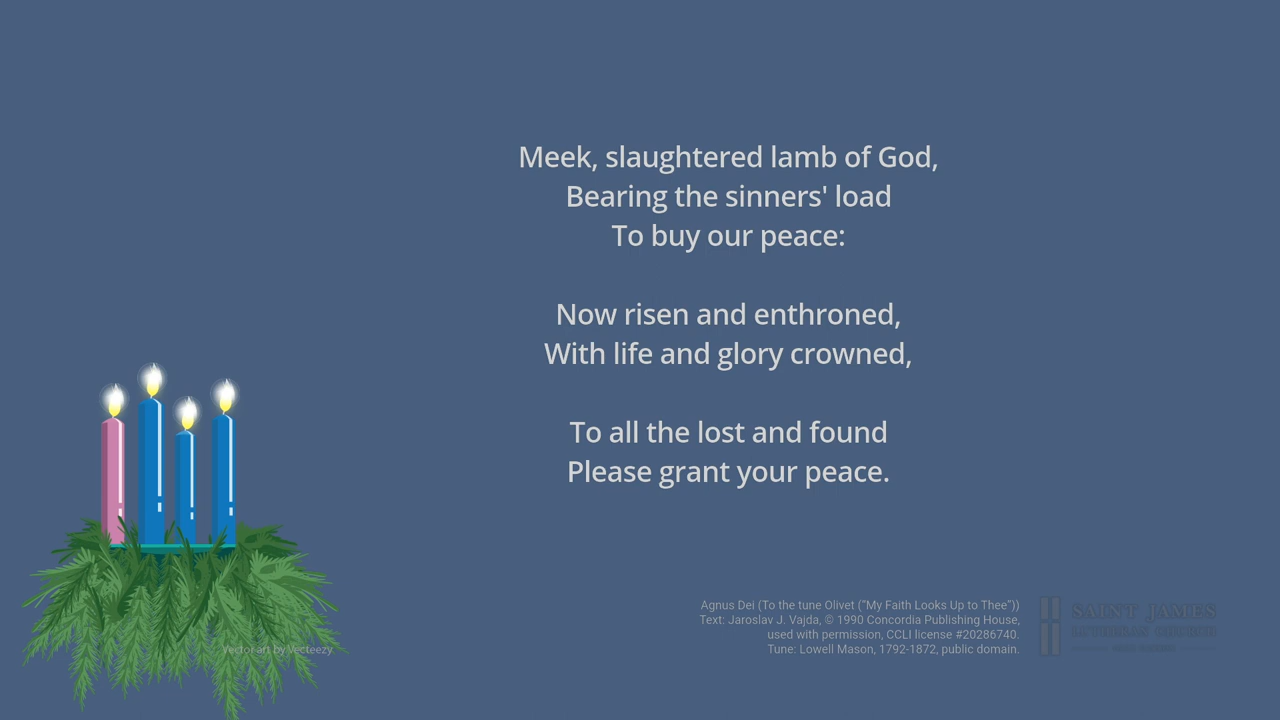 Meek, slaughtered lamb of God,
Bearing the sinners' load
To buy our peace:
Now risen and enthroned,
With life and glory crowned,
To all the lost and found
Please grant your peace.
Agnus Dei (To the tune Olivet ("My Faith Looks Up to Thee"))
Text: Jaroslav J. Vajda, © 1990 Concordia Publishing House,
used with permission, CCLI license #20286740.
Tune: Lowell Mason, 1792-1872, public domain.
SAINT JAMES
LUTHERAN CHURCH
Vector art by Vecteezy